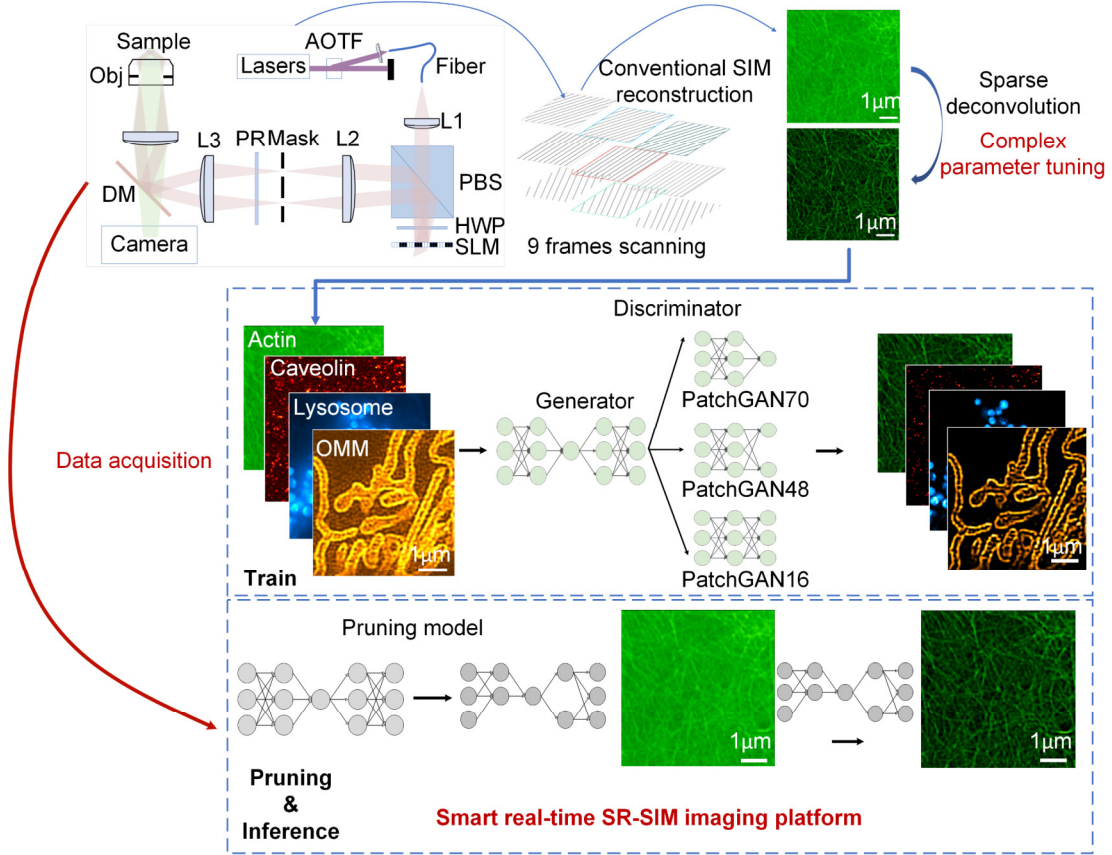 Sample
Obj
AOTF
Lasers
Fiber
L1
L3
PR
Mask
L2
DM
PBS
HWP
SLM
Camera
Conventional SIM
reconstruction
9 frames scanning
1μm
1μm
Sparse
deconvolution
Complex
parameter tuning
Data acquisition
Actin
Caveolin
Lysosome
OMM
1μm
Train
Generator
Discriminator
PatchGAN70
PatchGAN48
PatchGAN16
1μm
Pruning model
1μm
1μm
Pruning
&
Inference
Smart real-time SR-SIM imaging platform